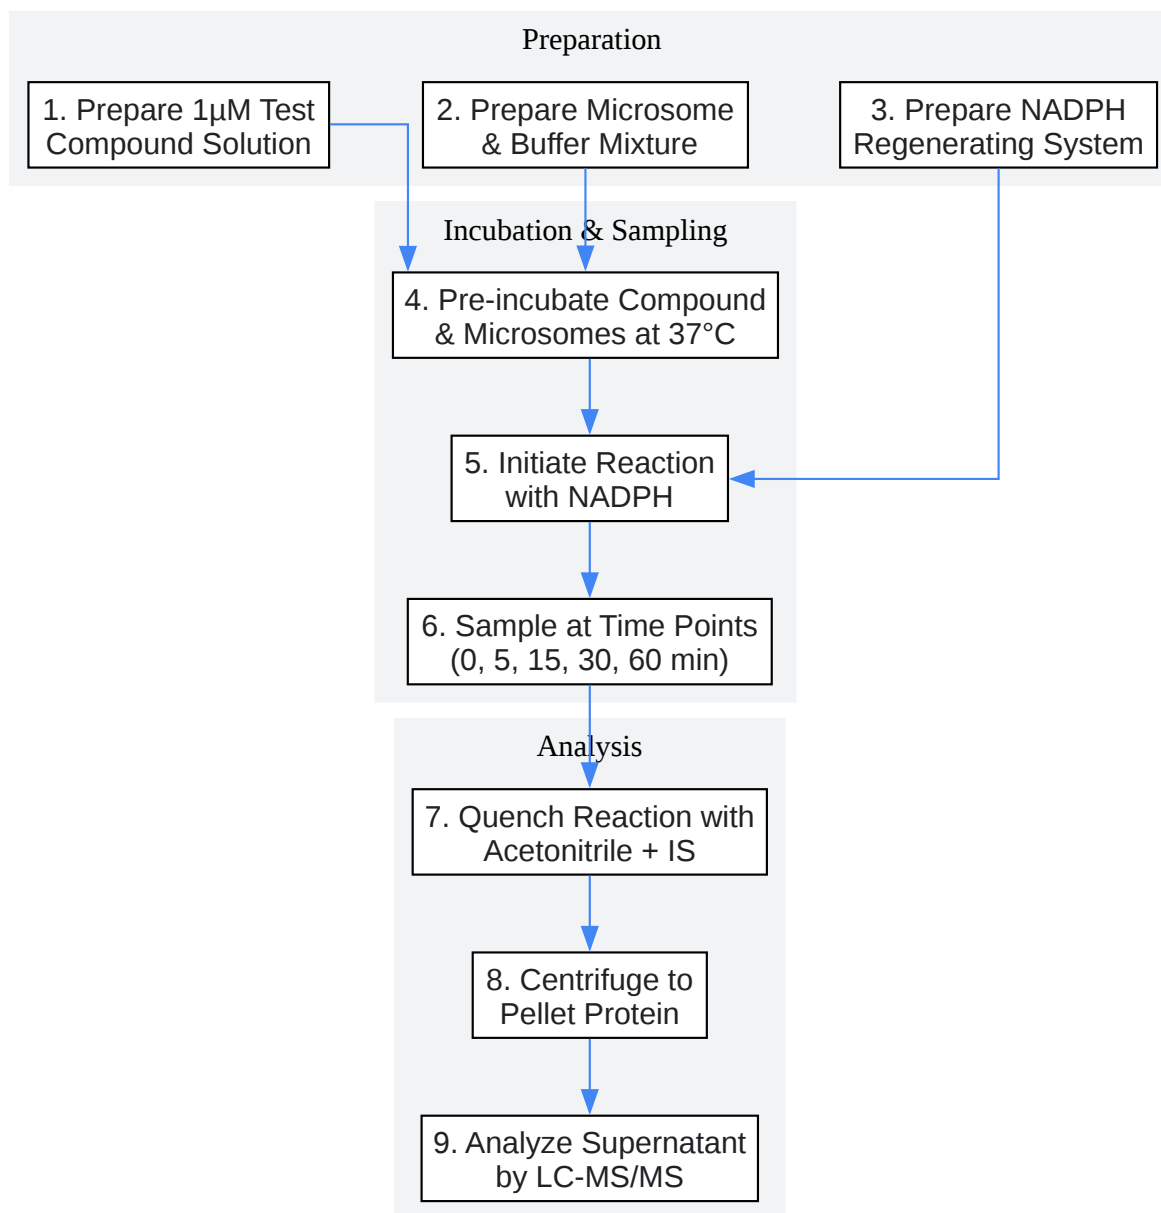 Preparation
1. Prepare 1µM Test
Compound Solution
2. Prepare Microsome
& Buffer Mixture
3. Prepare NADPH
Regenerating System
Incubation & Sampling
4. Pre-incubate Compound
& Microsomes at 37°C
5. Initiate Reaction
with NADPH
6. Sample at Time Points
(0, 5, 15, 30, 60 min)
Analysis
7. Quench Reaction with
Acetonitrile + IS
8. Centrifuge to
Pellet Protein
9. Analyze Supernatant
by LC-MS/MS